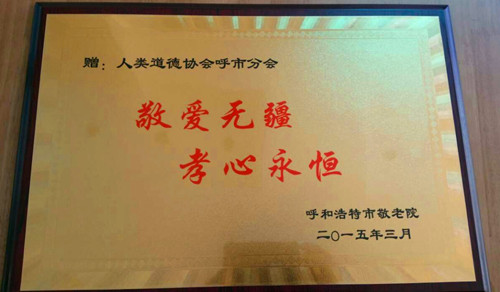 赠：人类道德协会呼市分会
敬爱无疆
孝心永恒
呼和浩特市敬老院
二〇一五年三月